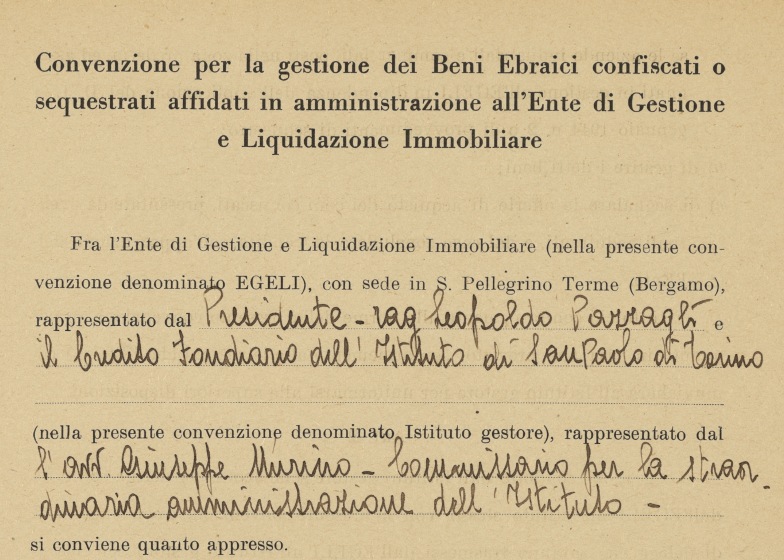 Convenzione per la gestione dei Beni Ebraici confiscati o
sequestrati affidati in amministrazione all'Ente di Gestione
e Liquidazione Immobiliare
Fra l'Ente di Gestione e Liquidazione Immobiliare (nella presente con-
venzione denominato EGELI), con sede in S. Pellegrino Terme (Bergamo),
rappresentato dal Presidente - rag Leopoldo Pazzagli e
il Credito Fondiario dell'Istituto di San Paolo di Torino
(nella presente convenzione denominato Istituto gestore), rappresentato dal
l'avv. Giuseppe Murino - Commissario per la straor-
dinaria amministrazione dell'Istituto -
si conviene quanto appresso.